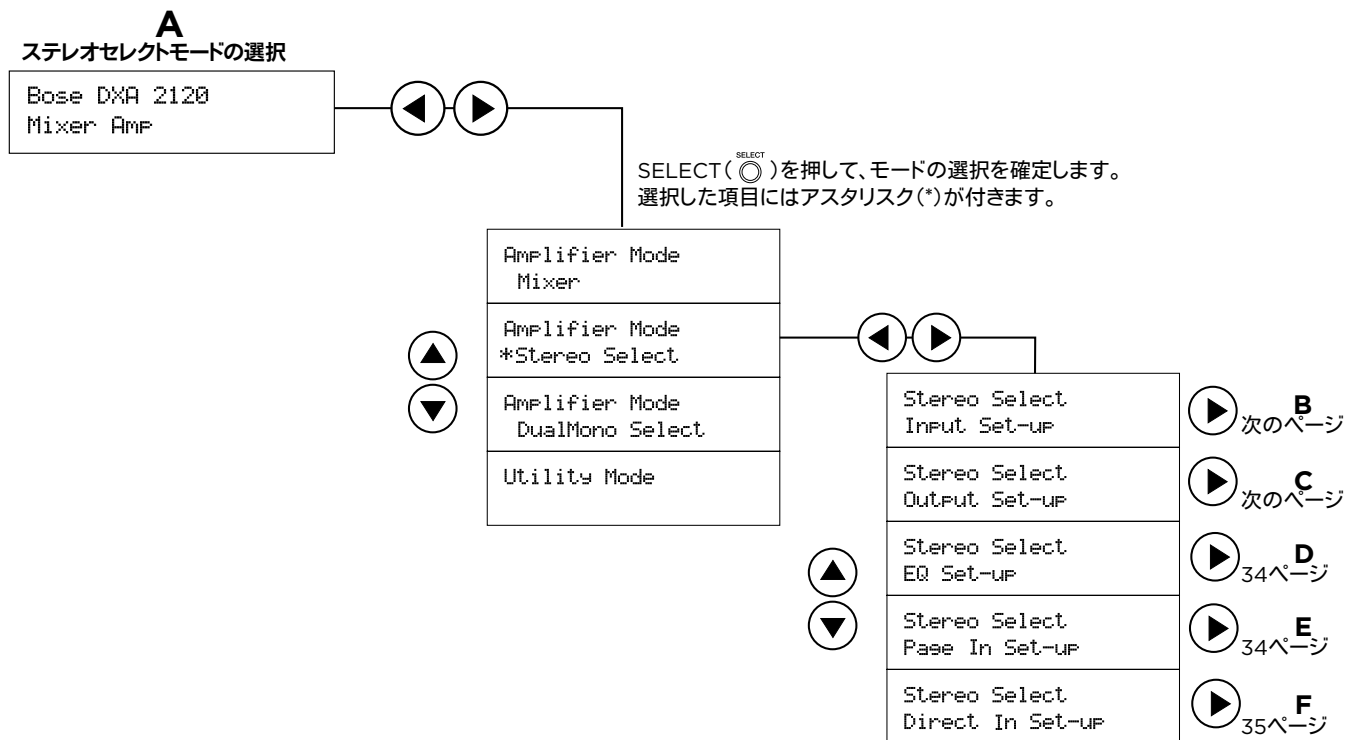 A
ステレオセレクトモードの選択
Bose DXA 2120
Mixer Amp
SELECT
SELECT( )を押して、モードの選択を確定します。
選択した項目にはアスタリスク(*)が付きます。
Amplifier Mode
Mixer
Amplifier Mode
*Stereo Select
Amplifier Mode
DualMono Select
Utility Mode
Stereo Select
Input Set-up
B
次のページ
Stereo Select
Output Set-up
C
次のページ
Stereo Select
EQ Set-up
D
34ページ
Stereo Select
Page In Set-up
E
34ページ
Stereo Select
Direct In Set-up
F
35ページ